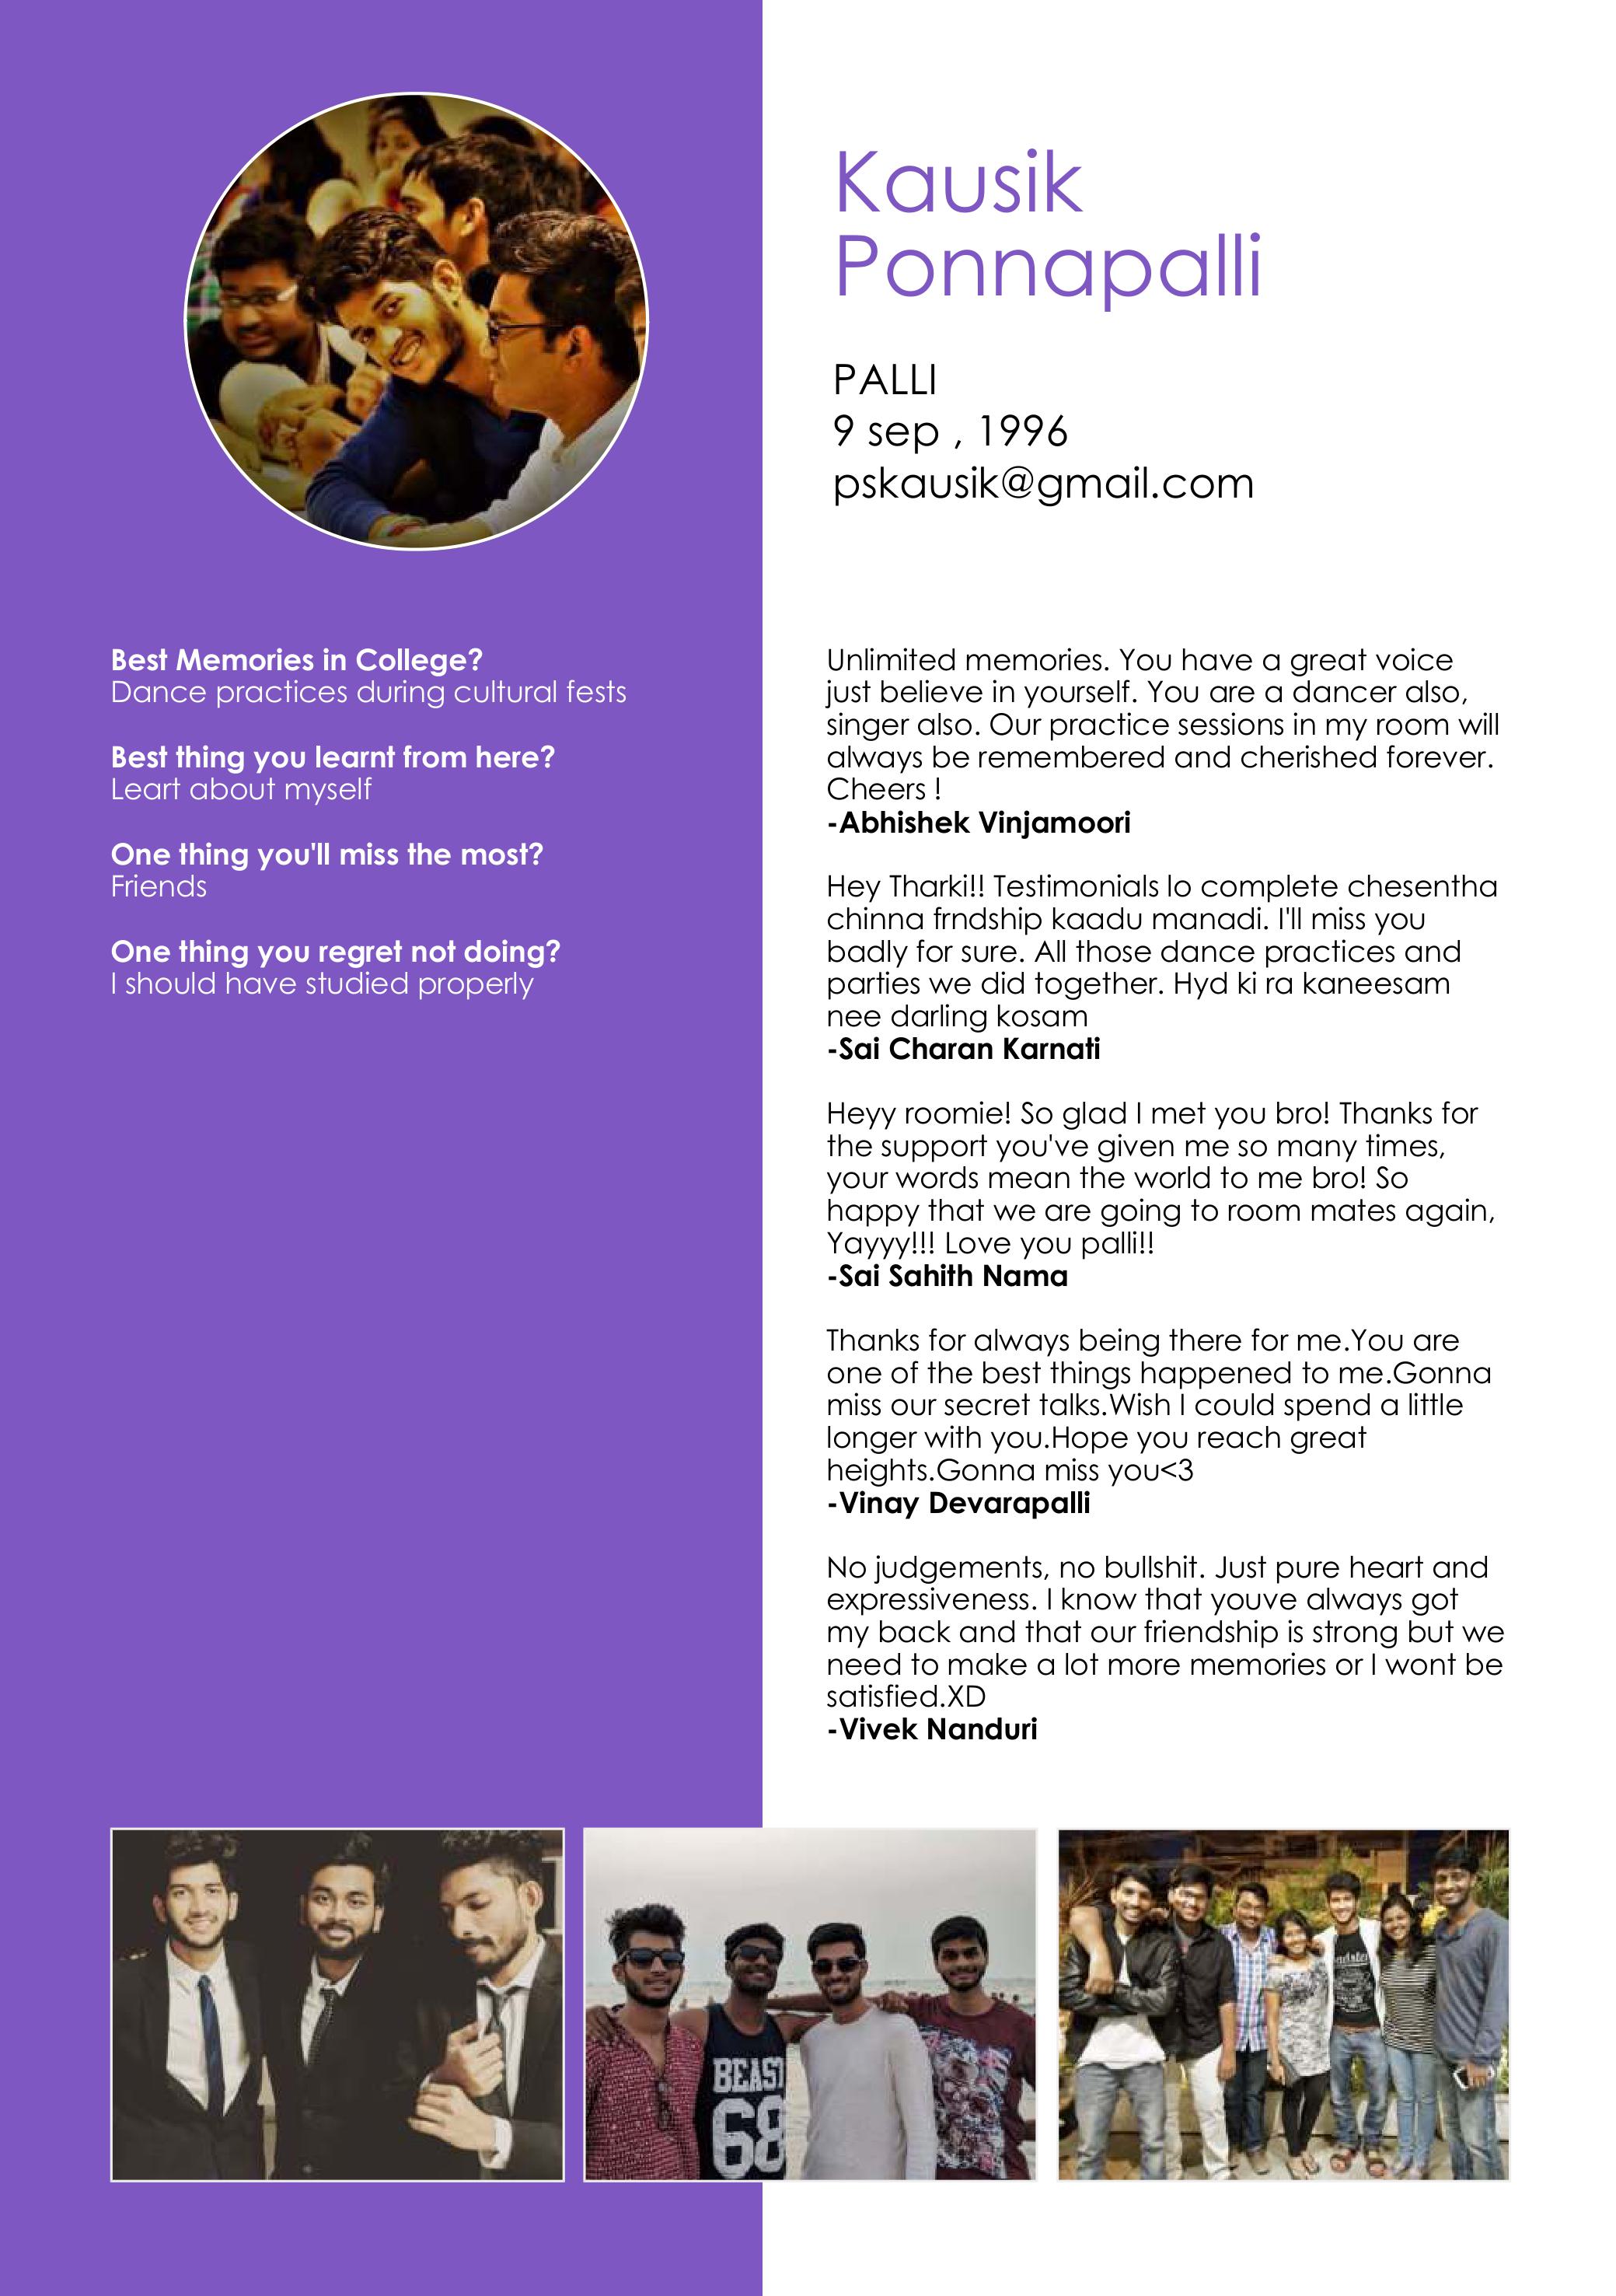 Kausik
Ponnapalli
PALLI
9 sep , 1996
pskausik@gmail.com
Best Memories in College?
Dance practices during cultural fests
Best thing you learnt from here?
Leart about myself
One thing you'll miss the most?
Friends
One thing you regret not doing?
I should have studied properly
Unlimited memories. You have a great voice
just believe in yourself. You are a dancer also,
singer also. Our practice sessions in my room will
always be remembered and cherished forever.
Cheers !
-Abhishek Vinjamoori
Hey Tharki!! Testimonials lo complete chesentha
chinna frndship kaadu manadi. I'll miss you
badly for sure. All those dance practices and
parties we did together. Hyd ki ra kaneesam
nee darling kosam
-Sai Charan Karnati
Heyy roomie! So glad I met you bro! Thanks for
the support you've given me so many times,
your words mean the world to me bro! So
happy that we are going to room mates again,
Yayyy!!! Love you palli!!
-Sai Sahith Nama
Thanks for always being there for me.You are
one of the best things happened to me.Gonna
miss our secret talks.Wish I could spend a little
longer with you.Hope you reach great
heights.Gonna miss you<3
-Vinay Devarapalli
No judgements, no bullshit. Just pure heart and
expressiveness. I know that youve always got
my back and that our friendship is strong but we
need to make a lot more memories or I wont be
satisfied.XD
-Vivek Nanduri
BEAST
68